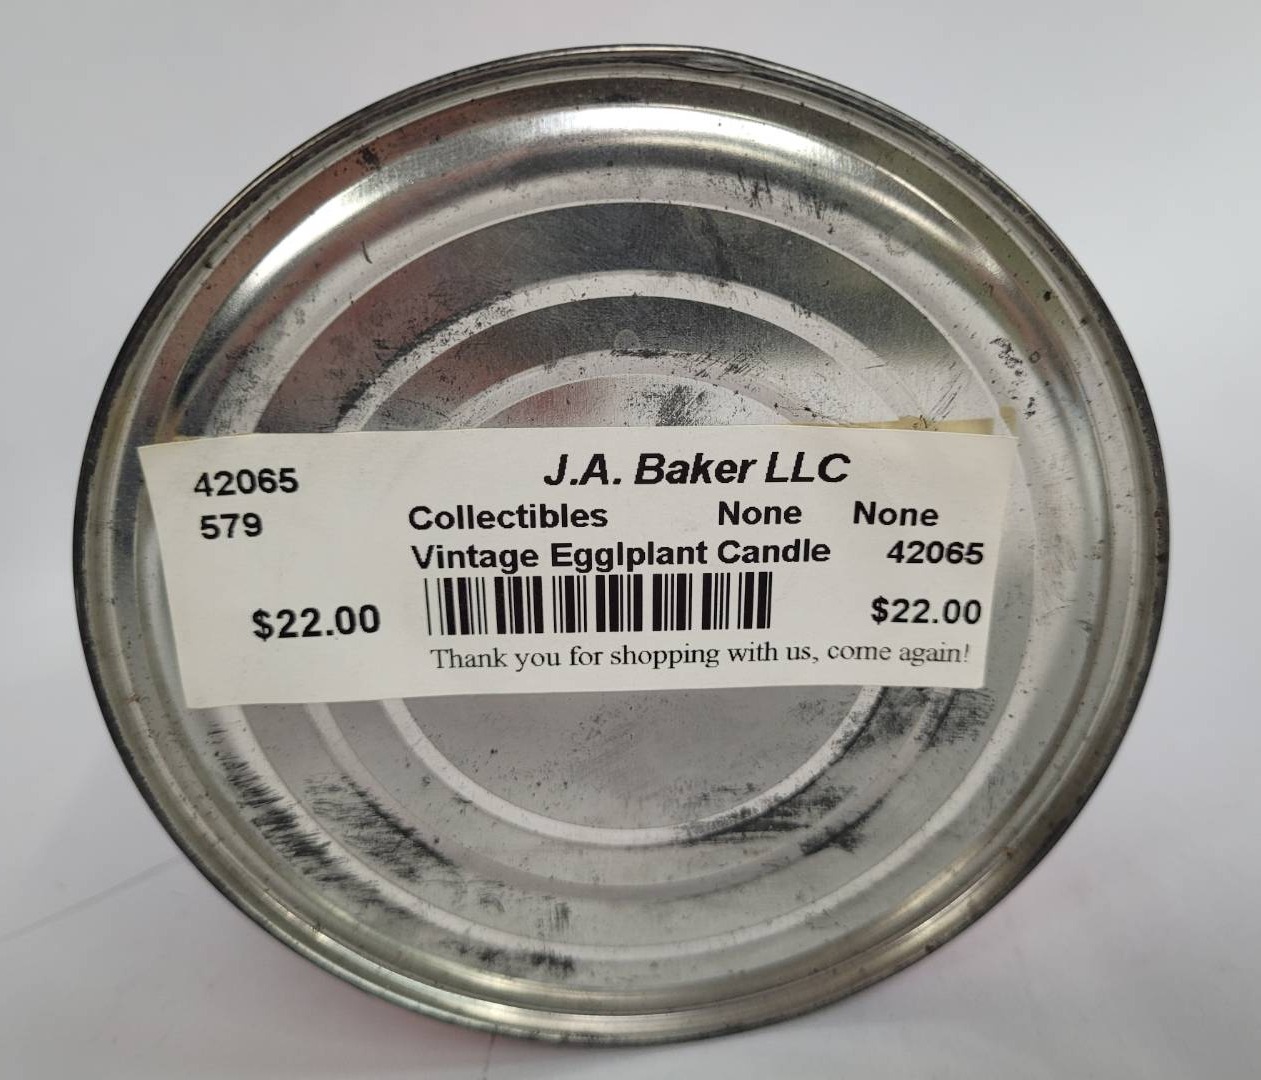 42065 J.A. Baker LLC
579 Collectibles None None
Vintage Egglplant Candle 42065
$22.00 $22.00
Thank you for shopping with us, come again!